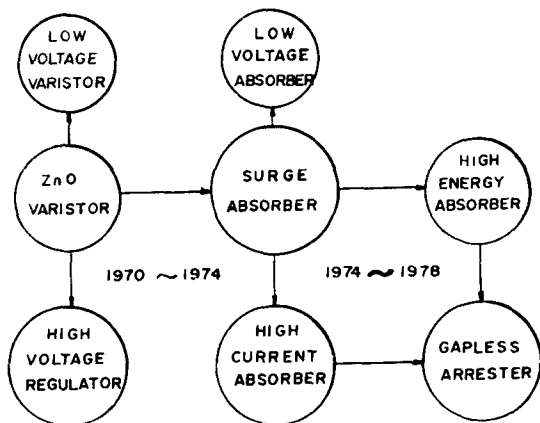 LOW
VOLTAGE
VARISTOR
LOW
VOLTAGE
ABSORBER
ZnO
VARISTOR
SURGE
ABSORBER
HIGH
ENERGY
ABSORBER
1970 ~ 1974
1974 ~ 1978
HIGH
VOLTAGE
REGULATOR
HIGH
CURRENT
ABSORBER
GAPLESS
ARRESTER